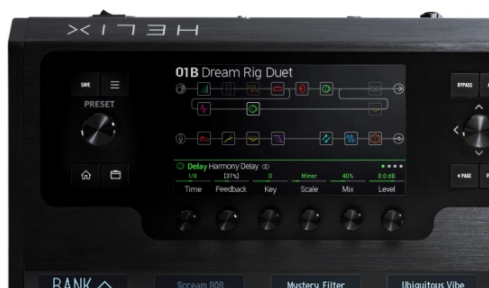 HELIX
01B Dream Rig Duet
SAVE
PRESET
BYPASS
Delay Harmony Delay
1/8 [37%] 0 Minor 40% 0.0 dB
Time Feedback Key Scale Mix Level
< PAGE
BANK
Scream 808
Mystery Filter
Ubiquitous Vibe